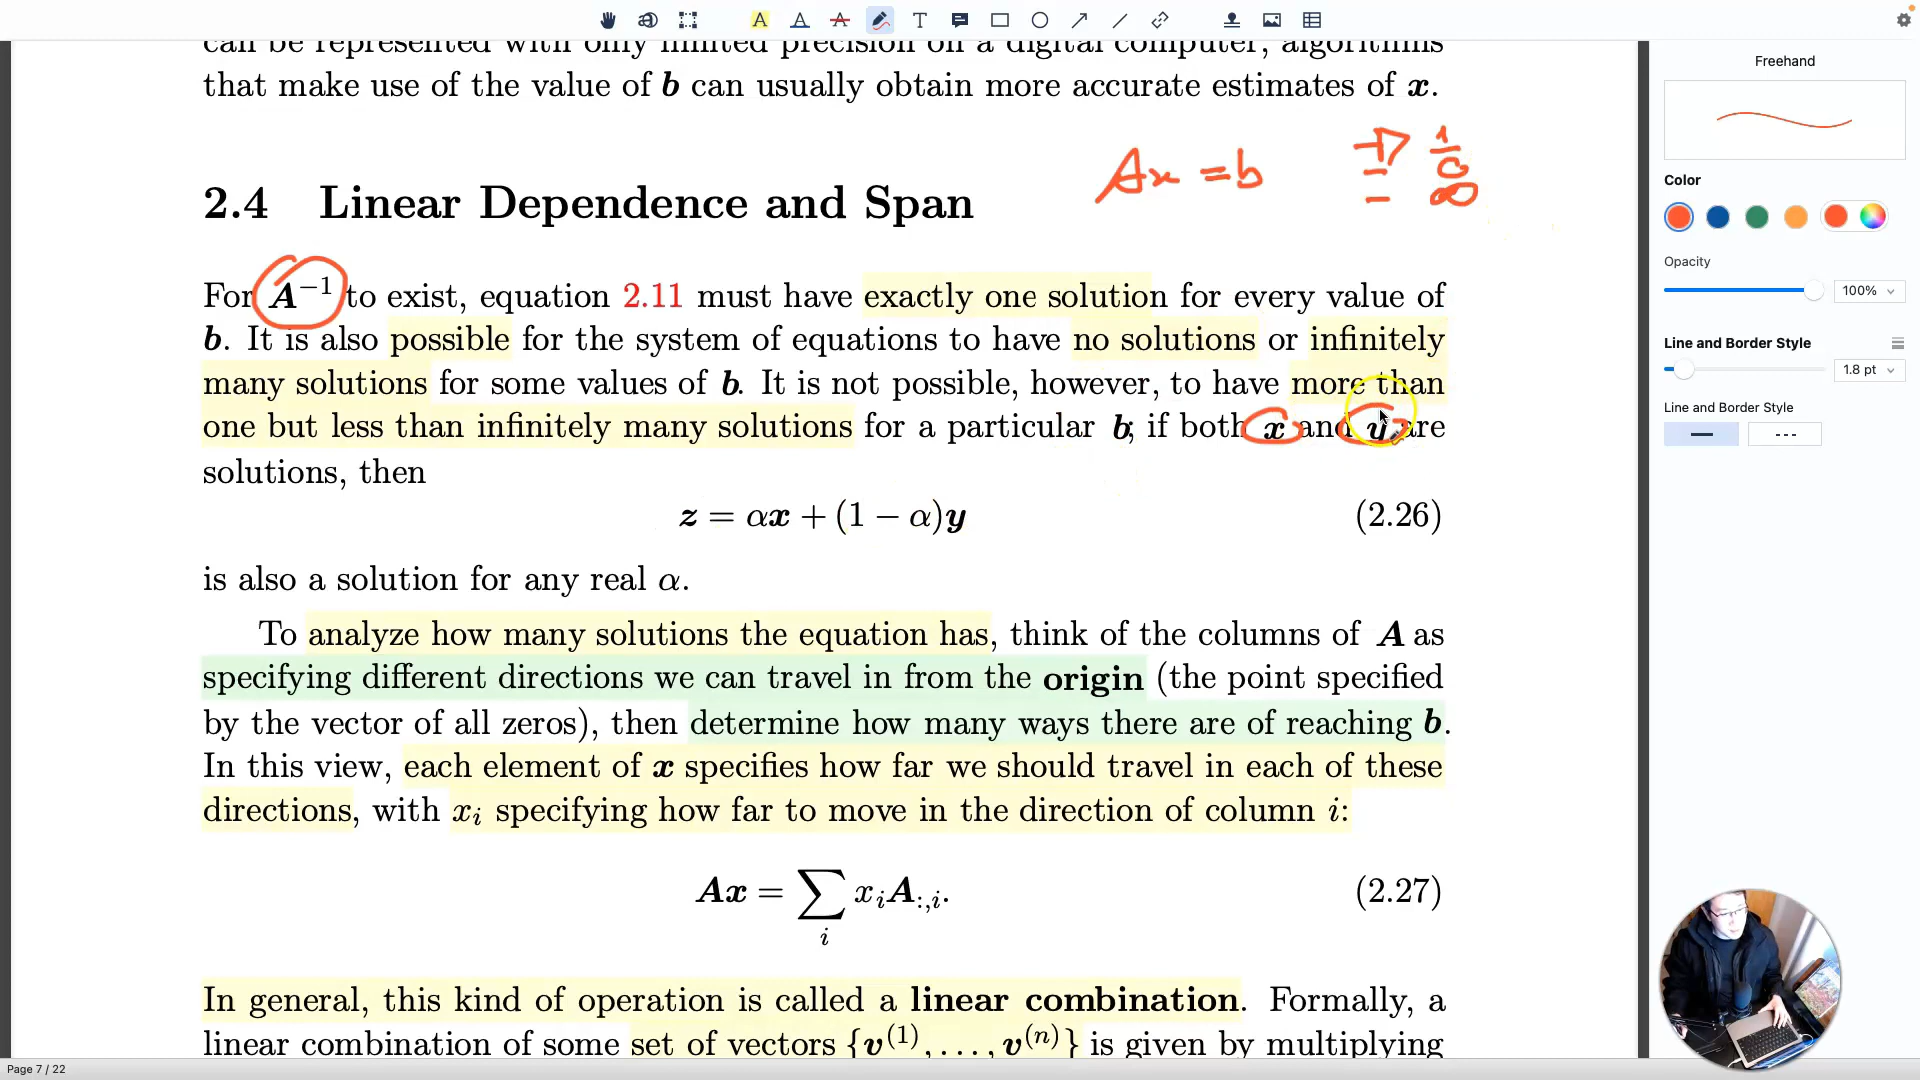 can be represented with only limited precision on a digital computer, algorithms
that make use of the value of b can usually obtain more accurate estimates of x.
Ax = b
1
0
∞
2.4 Linear Dependence and Span
For A⁻¹ to exist, equation 2.11 must have exactly one solution for every value of
b. It is also possible for the system of equations to have no solutions or infinitely
many solutions for some values of b. It is not possible, however, to have more than
one but less than infinitely many solutions for a particular b; if both x and y are
solutions, then
z = αx + (1 − α)y (2.26)
is also a solution for any real α.
To analyze how many solutions the equation has, think of the columns of A as
specifying different directions we can travel in from the origin (the point specified
by the vector of all zeros), then determine how many ways there are of reaching b.
In this view, each element of x specifies how far we should travel in each of these
directions, with xᵢ specifying how far to move in the direction of column i:
Ax = ∑ᵢ xᵢA:,ᵢ. (2.27)
In general, this kind of operation is called a linear combination. Formally, a
linear combination of some set of vectors {v⁽¹⁾, . . . , v⁽ⁿ⁾} is given by multiplying
Page 7 / 22
Freehand
Color
Opacity
100%
Line and Border Style
1.8 pt
Line and Border Style